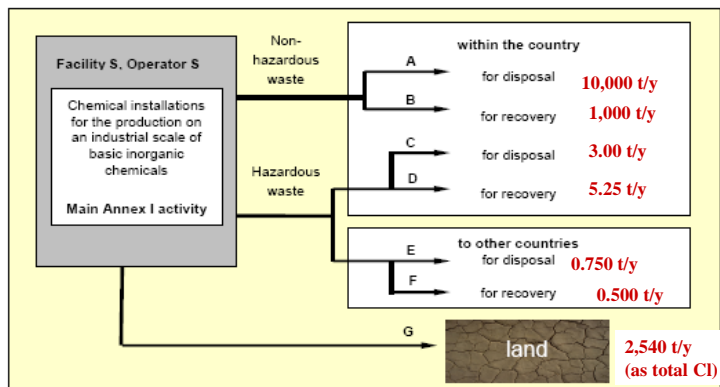 Facility S, Operator S
Chemical installations
for the production on
an industrial scale of
basic inorganic
chemicals
Main Annex I activity
Non-
hazardous
waste
Hazardous
waste
within the country
A
for disposal
10,000 t/y
B
for recovery
1,000 t/y
C
for disposal
3.00 t/y
D
for recovery
5.25 t/y
to other countries
E
for disposal
0.750 t/y
F
for recovery
0.500 t/y
G
land
2,540 t/y
(as total Cl)